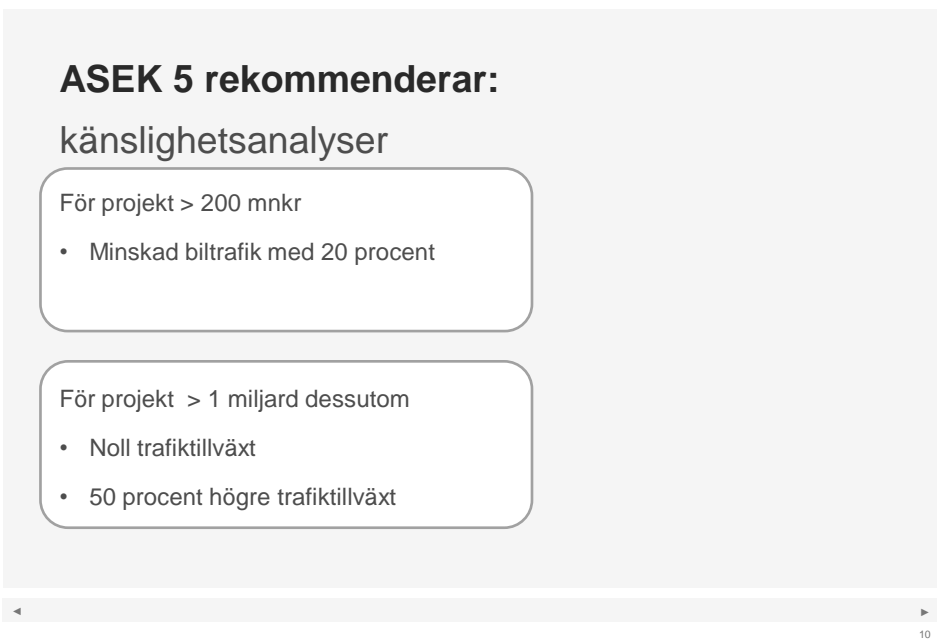 ASEK 5 rekommenderar:
känslighetsanalyser
För projekt > 200 mnkr
• Minskad biltrafik med 20 procent
För projekt > 1 miljard dessutom
• Noll trafiktillväxt
• 50 procent högre trafiktillväxt
10